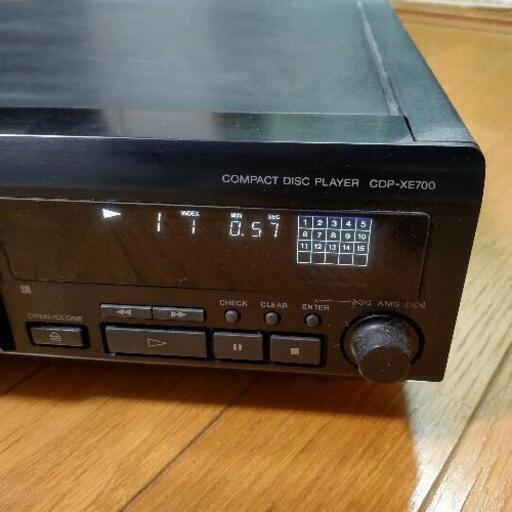 COMPACT DISC PLAYER CDP-XE700
INDEX MIN SEC
1 1 0.57
1 2 3 4 5
6 7 8 9 10
11 12 13 14 15
CHECK CLEAR ENTER
AMS
OPEN/CLOSE